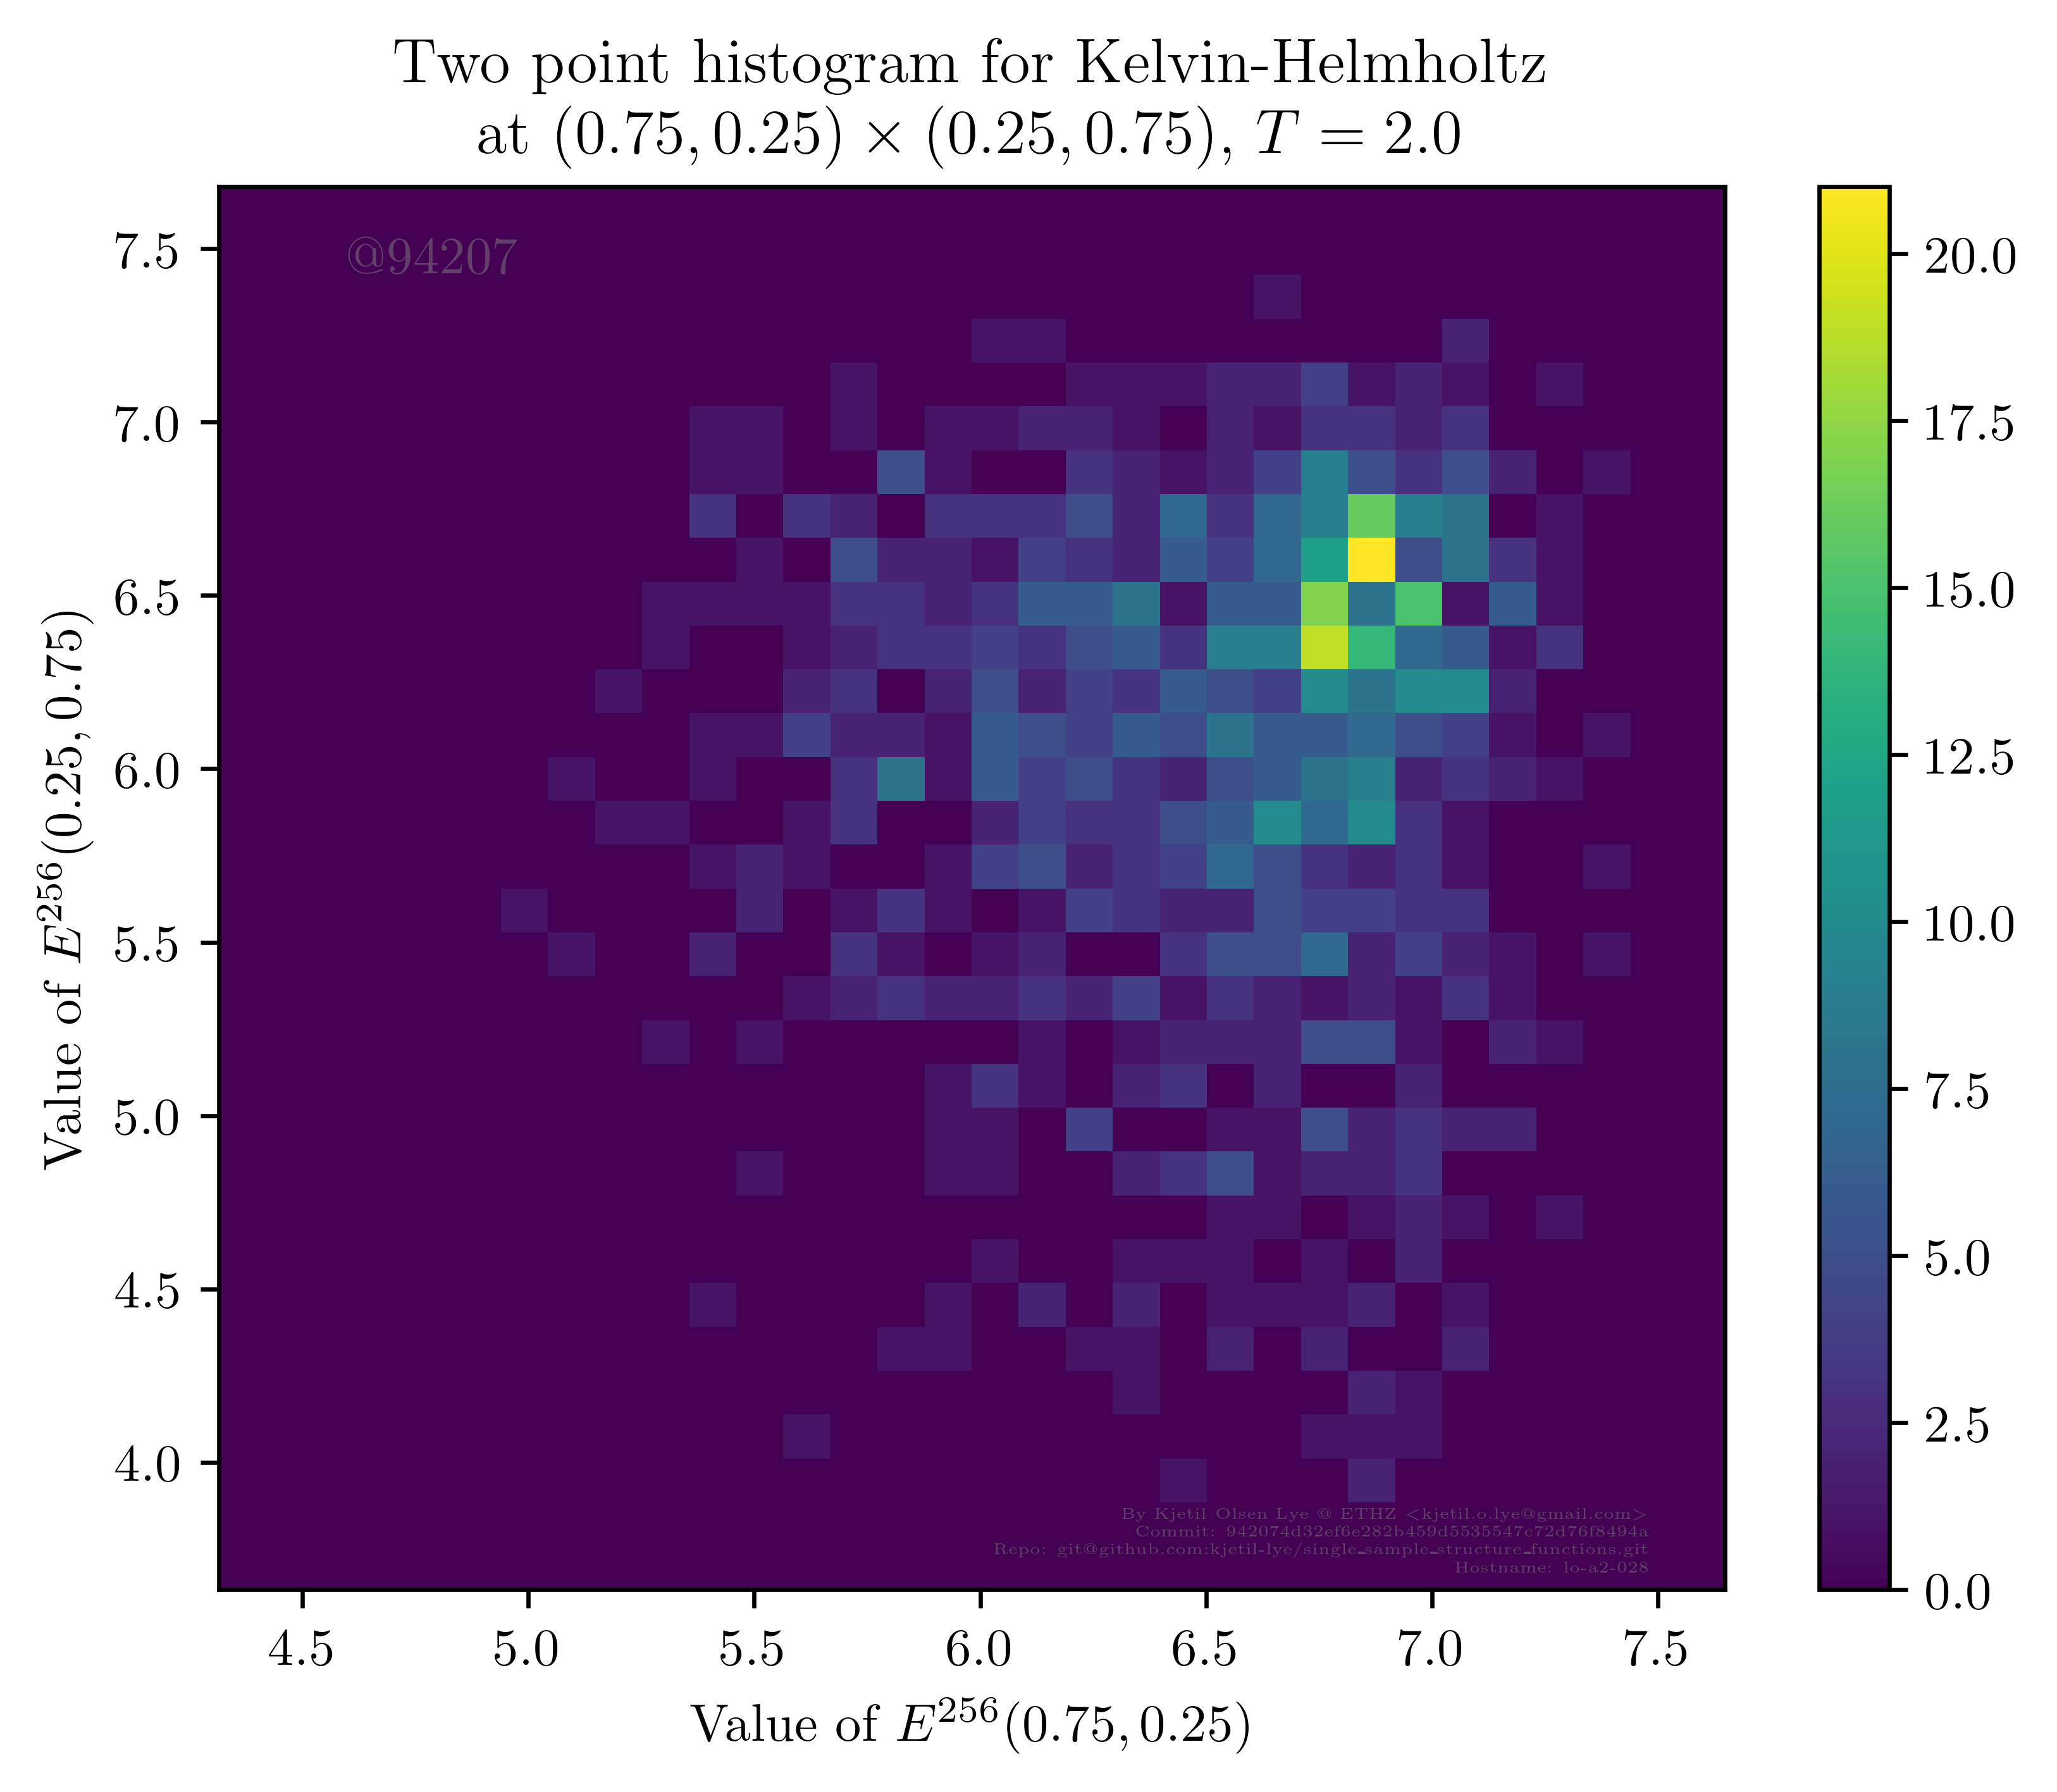 Two point histogram for Kelvin-Helmholtz
at (0.75, 0.25) × (0.25, 0.75), T = 2.0
@94207
7.5
7.0
6.5
6.0
5.5
5.0
4.5
4.0
Value of E^256(0.25, 0.75)
4.5 5.0 5.5 6.0 6.5 7.0 7.5
Value of E^256(0.75, 0.25)
20.0
17.5
15.0
12.5
10.0
7.5
5.0
2.5
0.0
By Kjetil Olsen Lye @ ETHZ <kjetil.o.lye@gmail.com>
Commit: 942074d32ef6e282b459d5535547c72d76f8494a
Repo: git@github.com:kjetil-lye/single_sample_structure_functions.git
Hostname: lo-a2-028